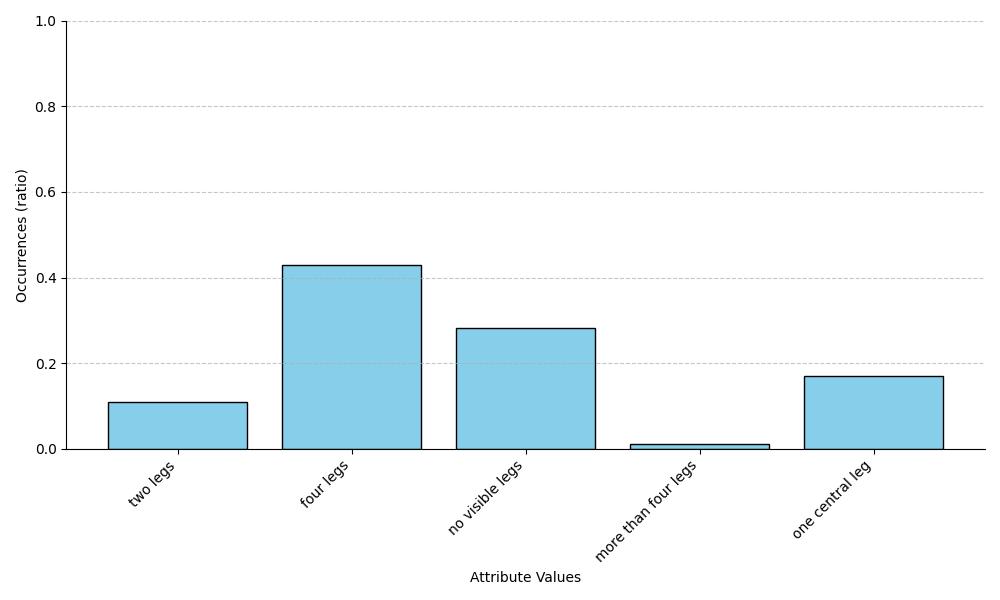 1.0
0.8
0.6
0.4
0.2
0.0
Occurrences (ratio)
two legs
four legs
no visible legs
more than four legs
one central leg
Attribute Values